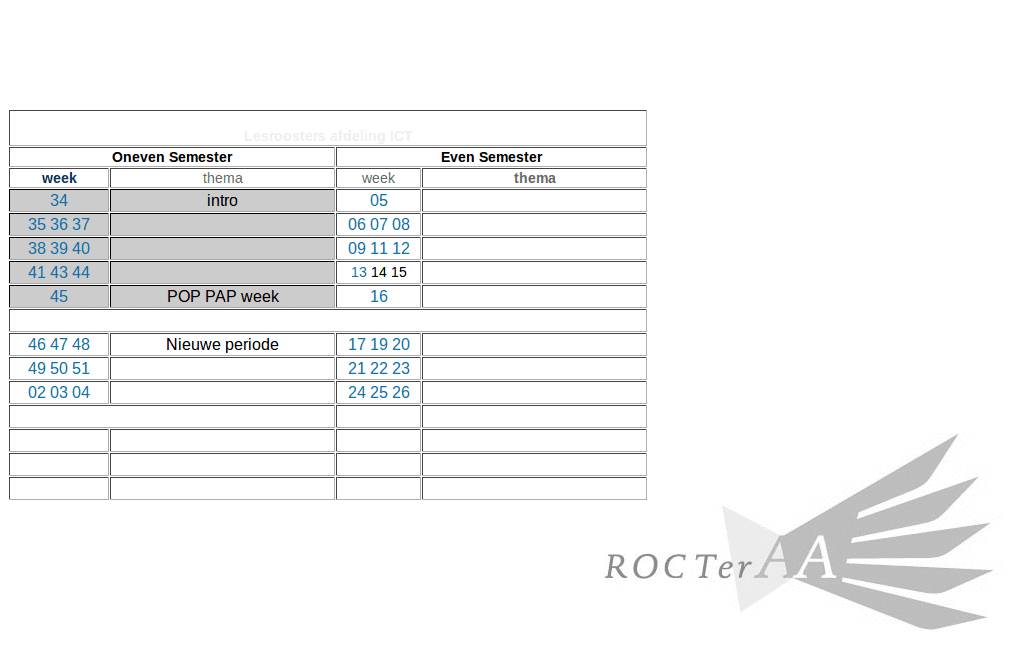 Lesroosters afdeling ICT
Oneven Semester Even Semester
week thema week thema
34 intro 05
35 36 37 06 07 08
38 39 40 09 11 12
41 43 44 13 14 15
45 POP PAP week 16
46 47 48 Nieuwe periode 17 19 20
49 50 51 21 22 23
02 03 04 24 25 26
ROC Ter AA